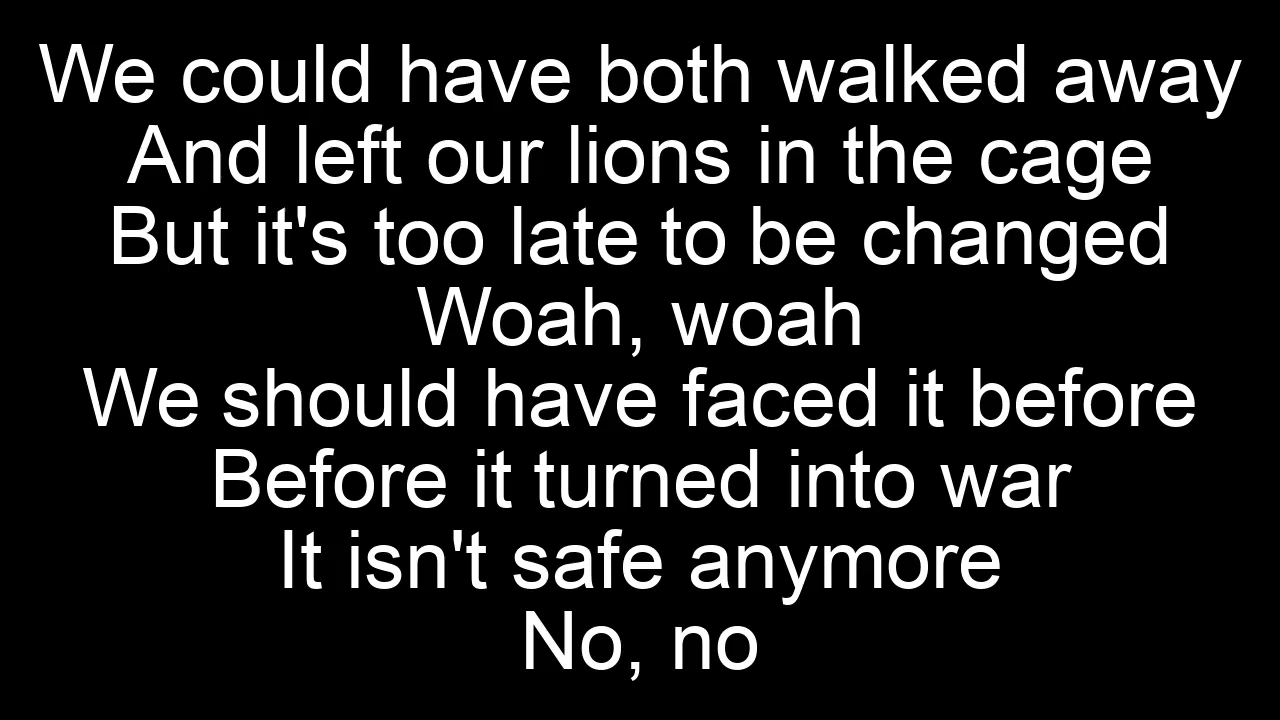 We could have both walked away
And left our lions in the cage
But it's too late to be changed
Woah, woah
We should have faced it before
Before it turned into war
It isn't safe anymore
No, no